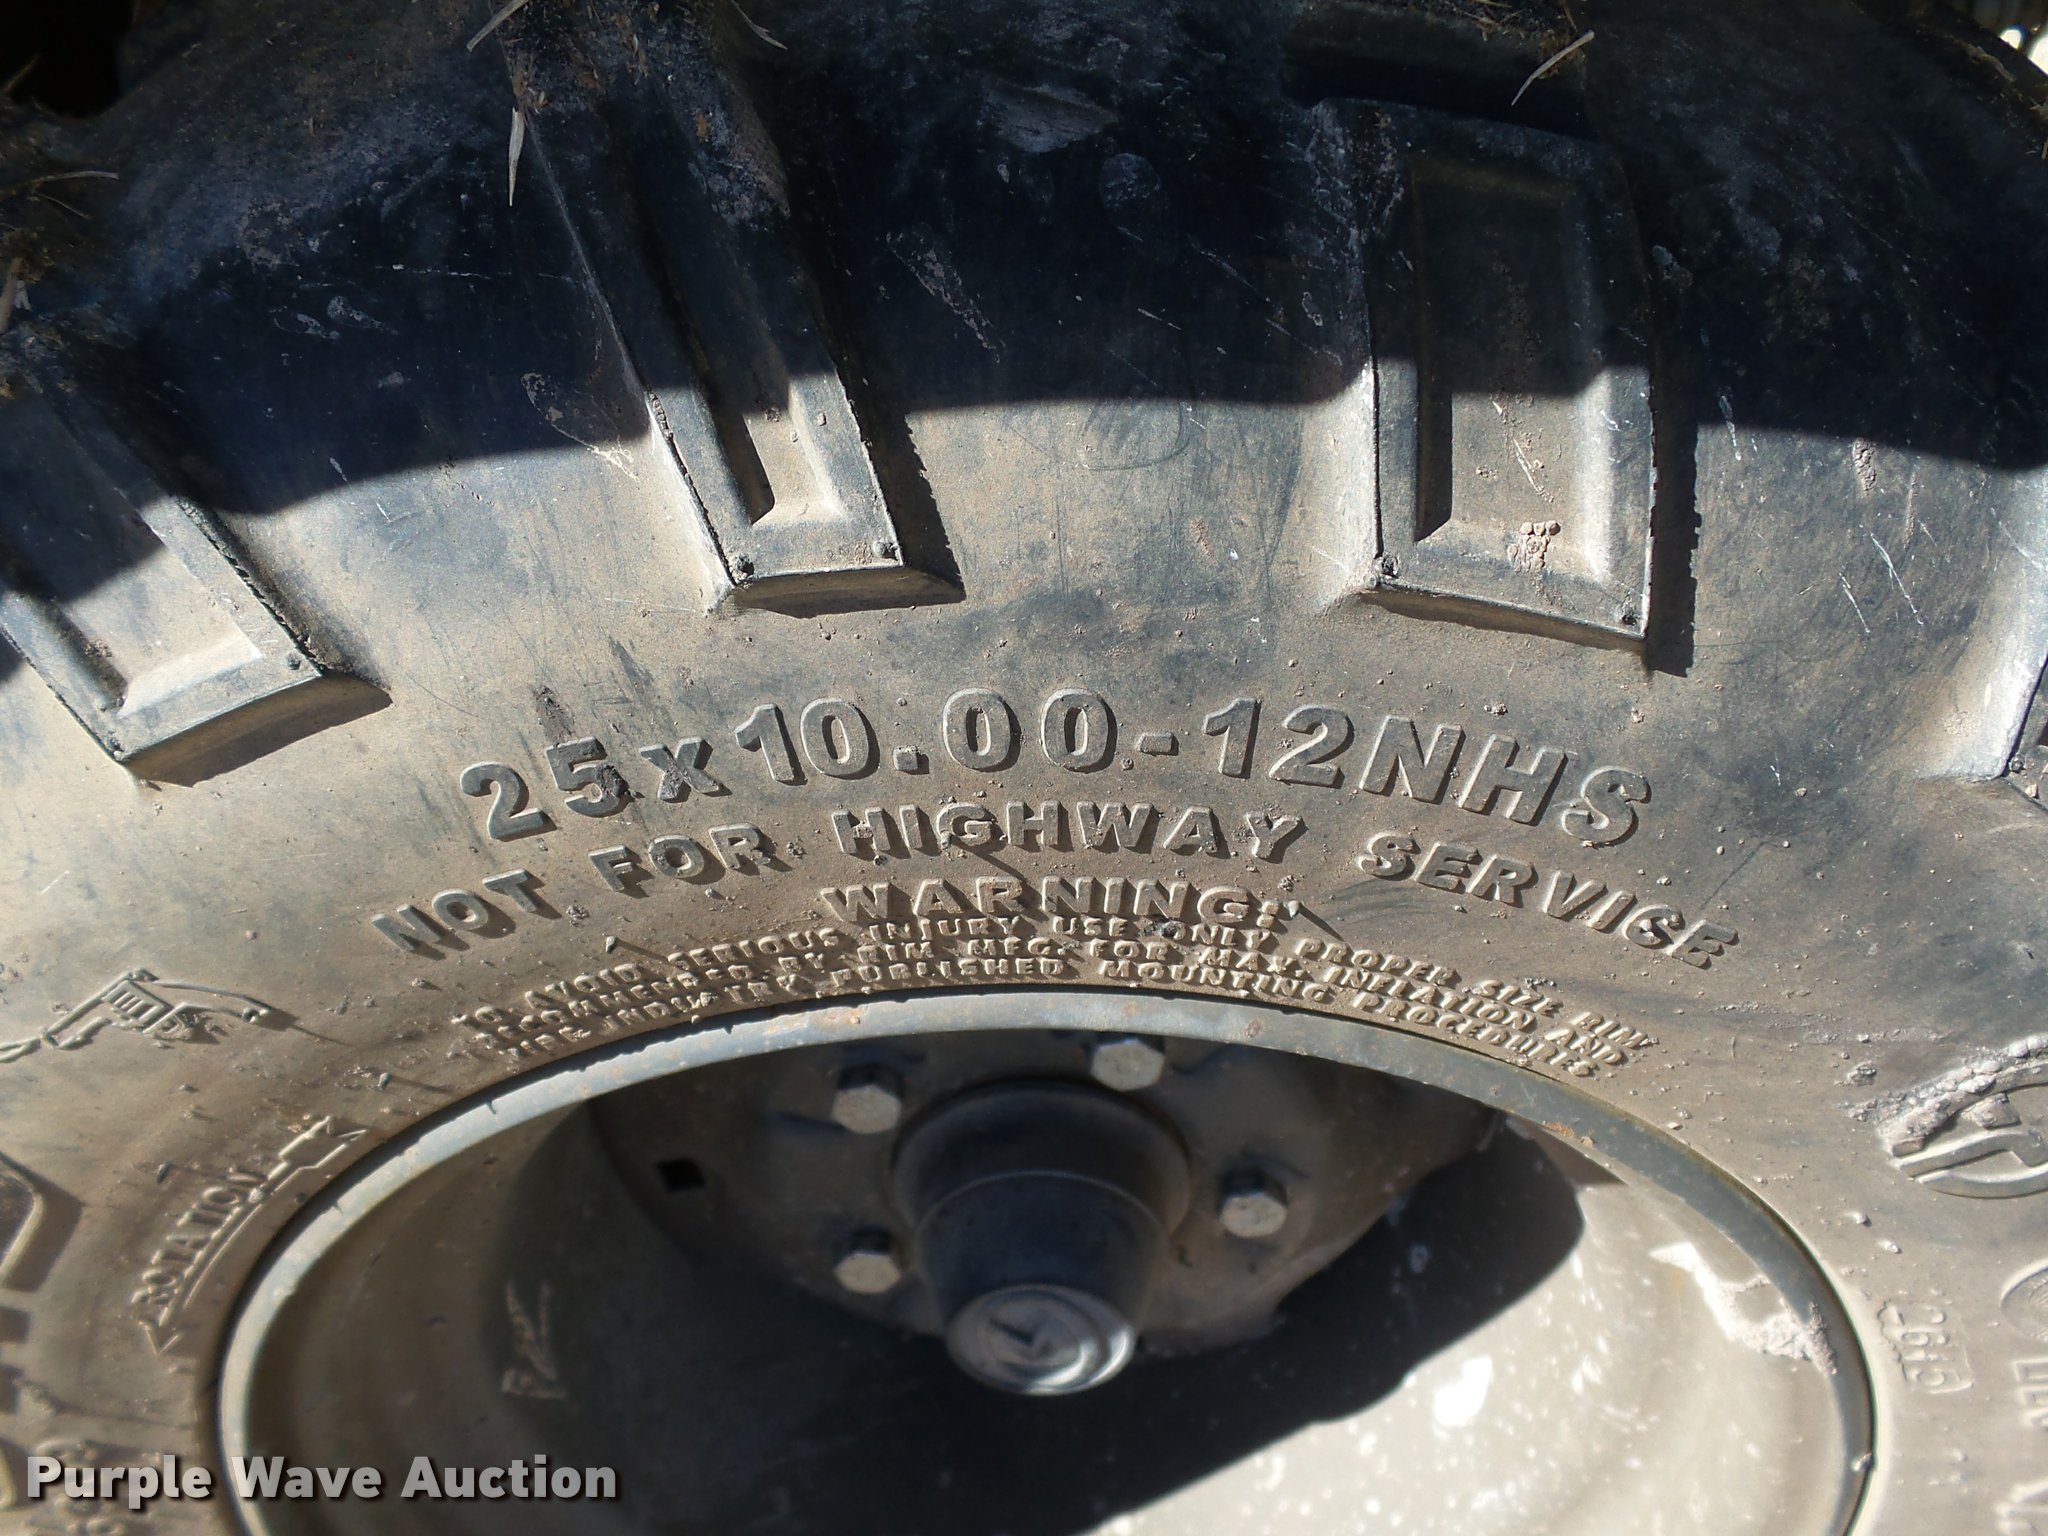 25x10.00-12NHS
NOT FOR HIGHWAY SERVICE
WARNING:
TO AVOID SERIOUS INJURY USE ONLY PROPER SIZE RIM
RECOMMENDED BY RIM MFG. FOR MAX. INFLATION AND
TIRE INDUSTRY PUBLISHED MOUNTING PROCEDURES
ROTATION
Purple Wave Auction